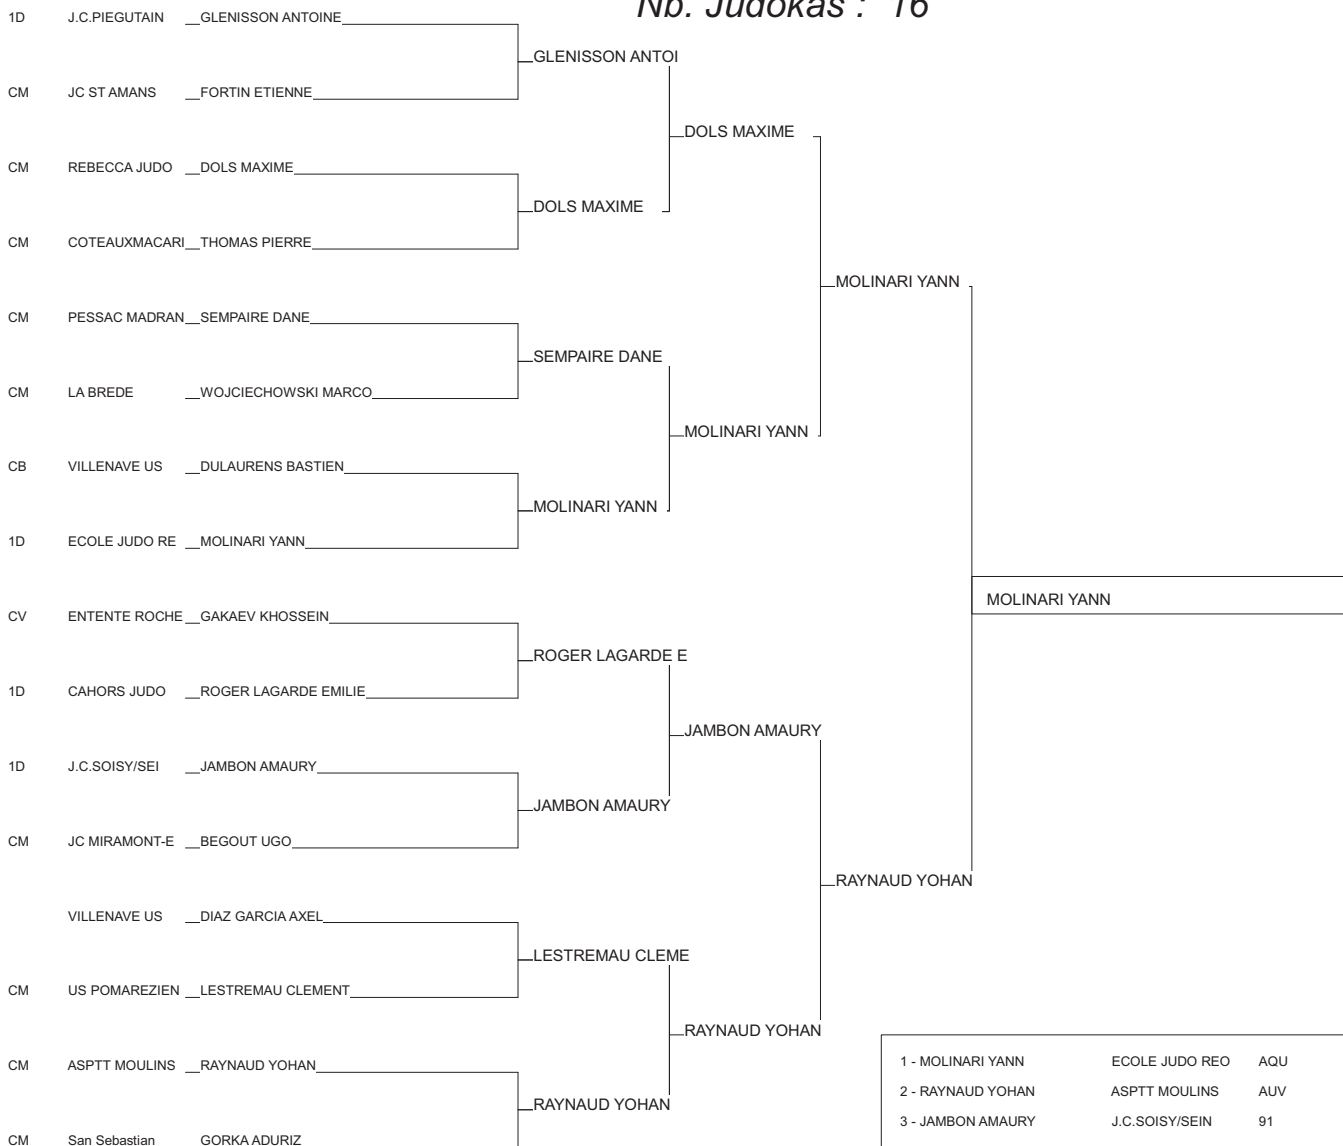 Nb. Judokas : 16
1D J.C.PIEGUTAIN GLENISSON ANTOINE
GLENISSON ANTOI
CM JC ST AMANS FORTIN ETIENNE
DOLS MAXIME
CM REBECCA JUDO DOLS MAXIME
DOLS MAXIME
CM COTEAUXMACARI THOMAS PIERRE
MOLINARI YANN
CM PESSAC MADRAN SEMPAIRE DANE
SEMPAIRE DANE
CM LA BREDE WOJCIECHOWSKI MARCO
MOLINARI YANN
CB VILLENAVE US DULAURENS BASTIEN
MOLINARI YANN
1D ECOLE JUDO RE MOLINARI YANN
MOLINARI YANN
CV ENTENTE ROCHE GAKAEV KHOSSEIN
ROGER LAGARDE E
1D CAHORS JUDO ROGER LAGARDE EMILIE
JAMBON AMAURY
1D J.C.SOISY/SEI JAMBON AMAURY
JAMBON AMAURY
CM JC MIRAMONT-E BEGOUT UGO
RAYNAUD YOHAN
VILLENAVE US DIAZ GARCIA AXEL
LESTREMAU CLEME
CM US POMAREZIEN LESTREMAU CLEMENT
RAYNAUD YOHAN
CM ASPTT MOULINS RAYNAUD YOHAN
RAYNAUD YOHAN
CM San Sebastian GORKA ADURIZ
1 - MOLINARI YANN ECOLE JUDO REO AQU
2 - RAYNAUD YOHAN ASPTT MOULINS AUV
3 - JAMBON AMAURY J.C.SOISY/SEIN 91